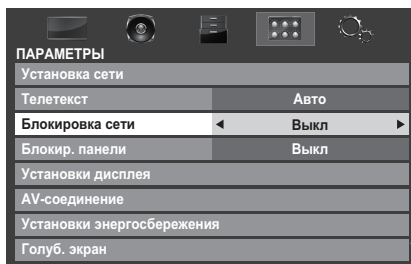 ПАРАМЕТРЫ
Установка сети
Телетекст Авто
Блокировка сети Выкл
Блокир. панели Выкл
Установки дисплея
AV-соединение
Установки энергосбережения
Голуб. экран